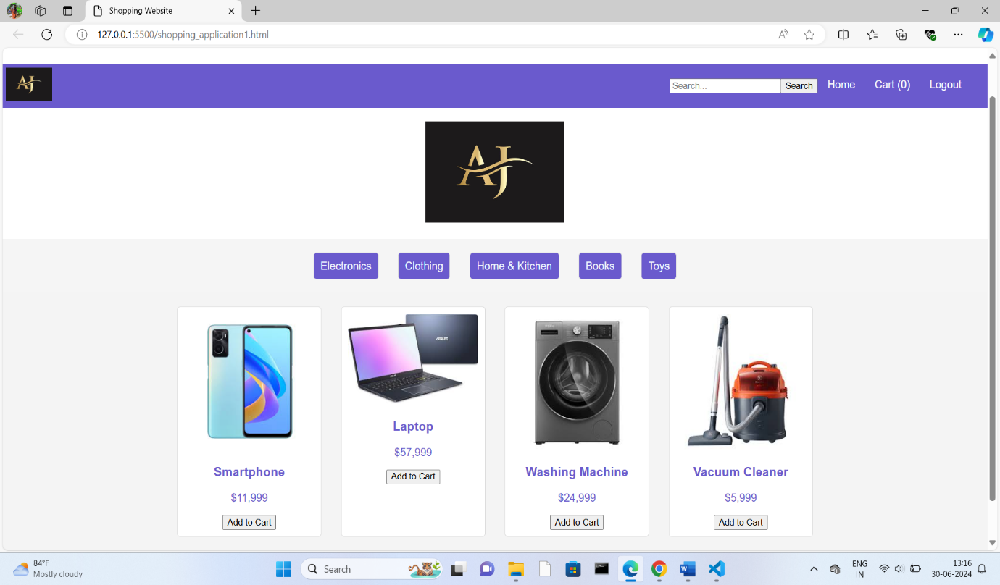 Shopping Website
127.0.0.1:5500/shopping_application1.html
AJ
Search...
Search
Home
Cart (0)
Logout
AJ
Electronics
Clothing
Home & Kitchen
Books
Toys
Smartphone
$11,999
Add to Cart
ASUS
Laptop
$57,999
Add to Cart
Washing Machine
$24,999
Add to Cart
Vacuum Cleaner
$5,999
Add to Cart
84°F
Mostly cloudy
Search
ENG
IN
13:16
30-06-2024